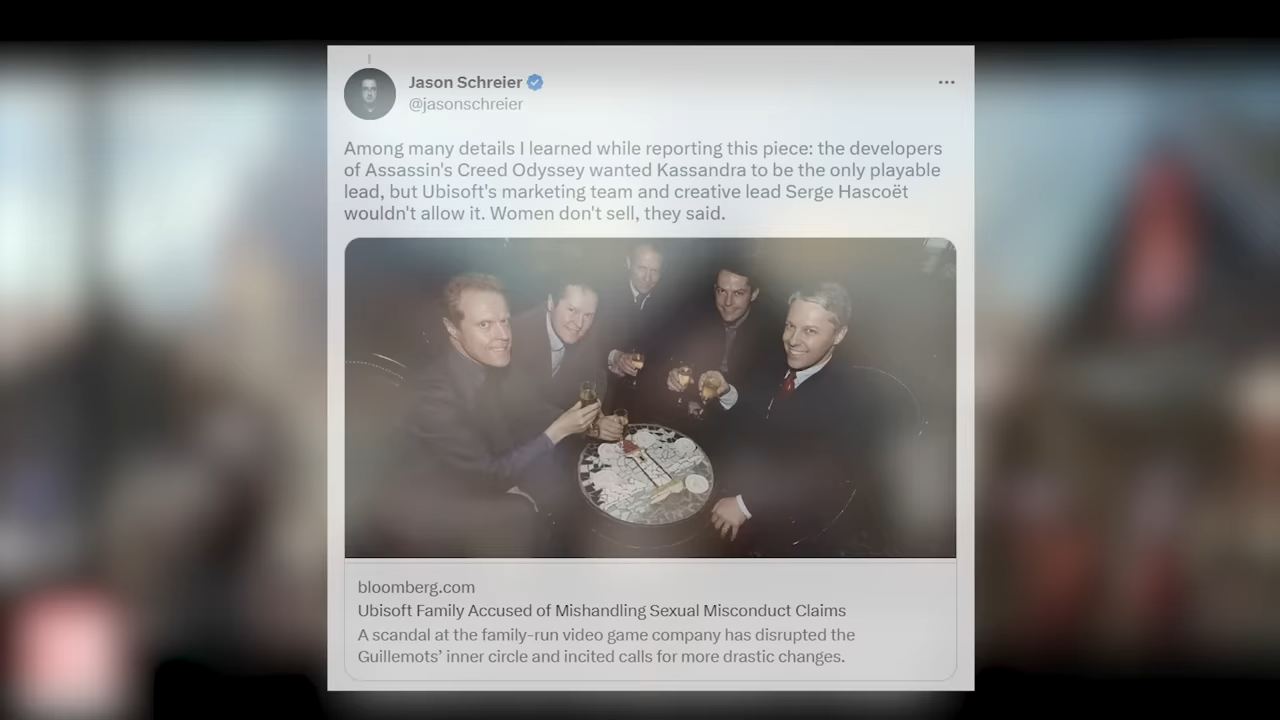 Jason Schreier
@jasonschreier
Among many details I learned while reporting this piece: the developers
of Assassin's Creed Odyssey wanted Kassandra to be the only playable
lead, but Ubisoft's marketing team and creative lead Serge Hascoët
wouldn't allow it. Women don't sell, they said.
bloomberg.com
Ubisoft Family Accused of Mishandling Sexual Misconduct Claims
A scandal at the family-run video game company has disrupted the
Guillemots’ inner circle and incited calls for more drastic changes.